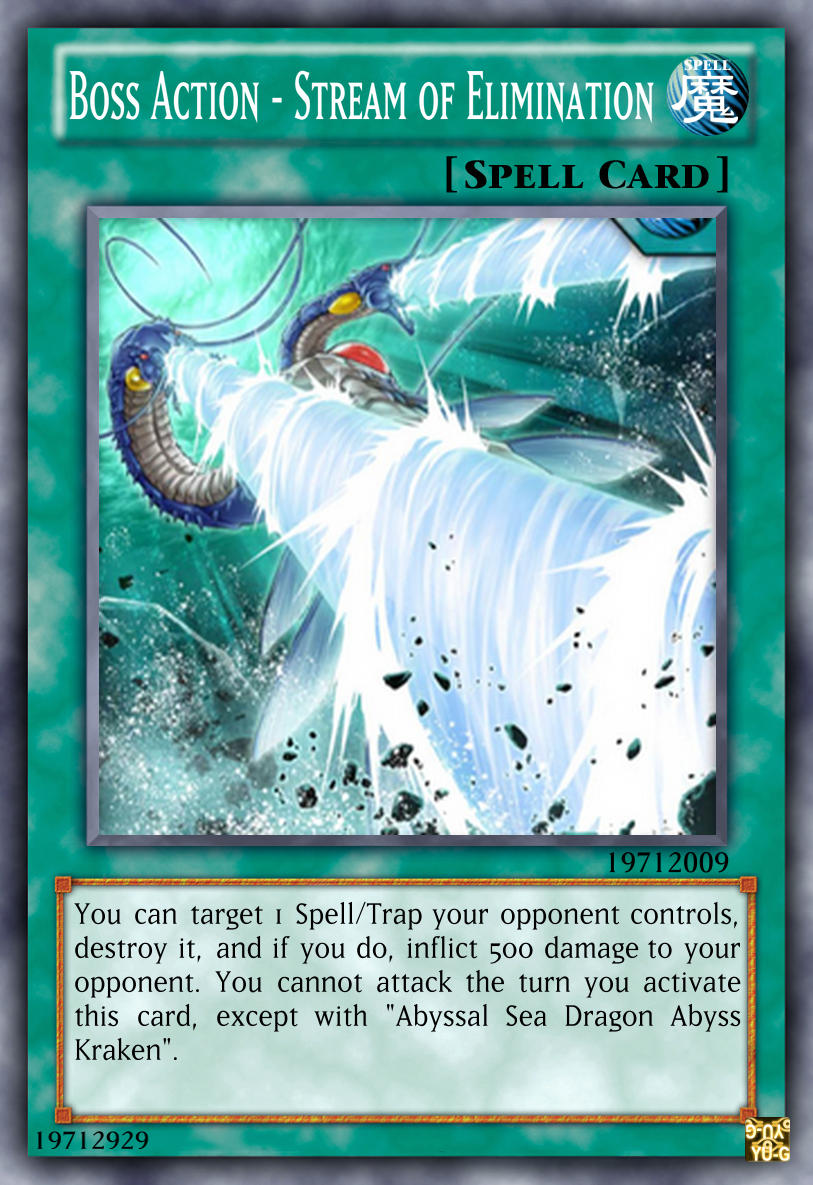 Boss Action - Stream of Elimination
SPELL
魔
[Spell Card]
19712009
You can target 1 Spell/Trap your opponent controls,
destroy it, and if you do, inflict 500 damage to your
opponent. You cannot attack the turn you activate
this card, except with "Abyssal Sea Dragon Abyss
Kraken".
19712929
YU-G